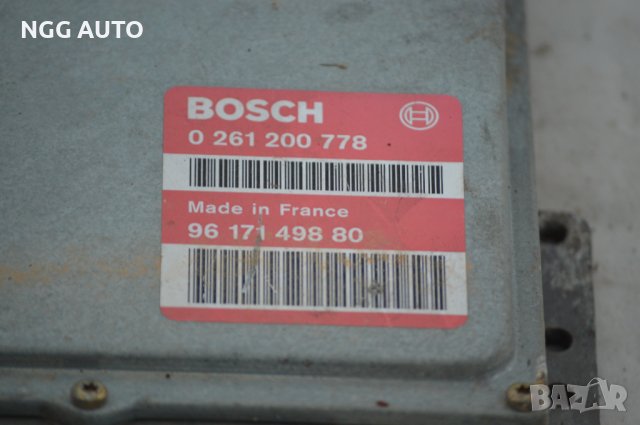 NGG AUTO
BOSCH
0 261 200 778
Made in France
96 171 498 80
BAZAR